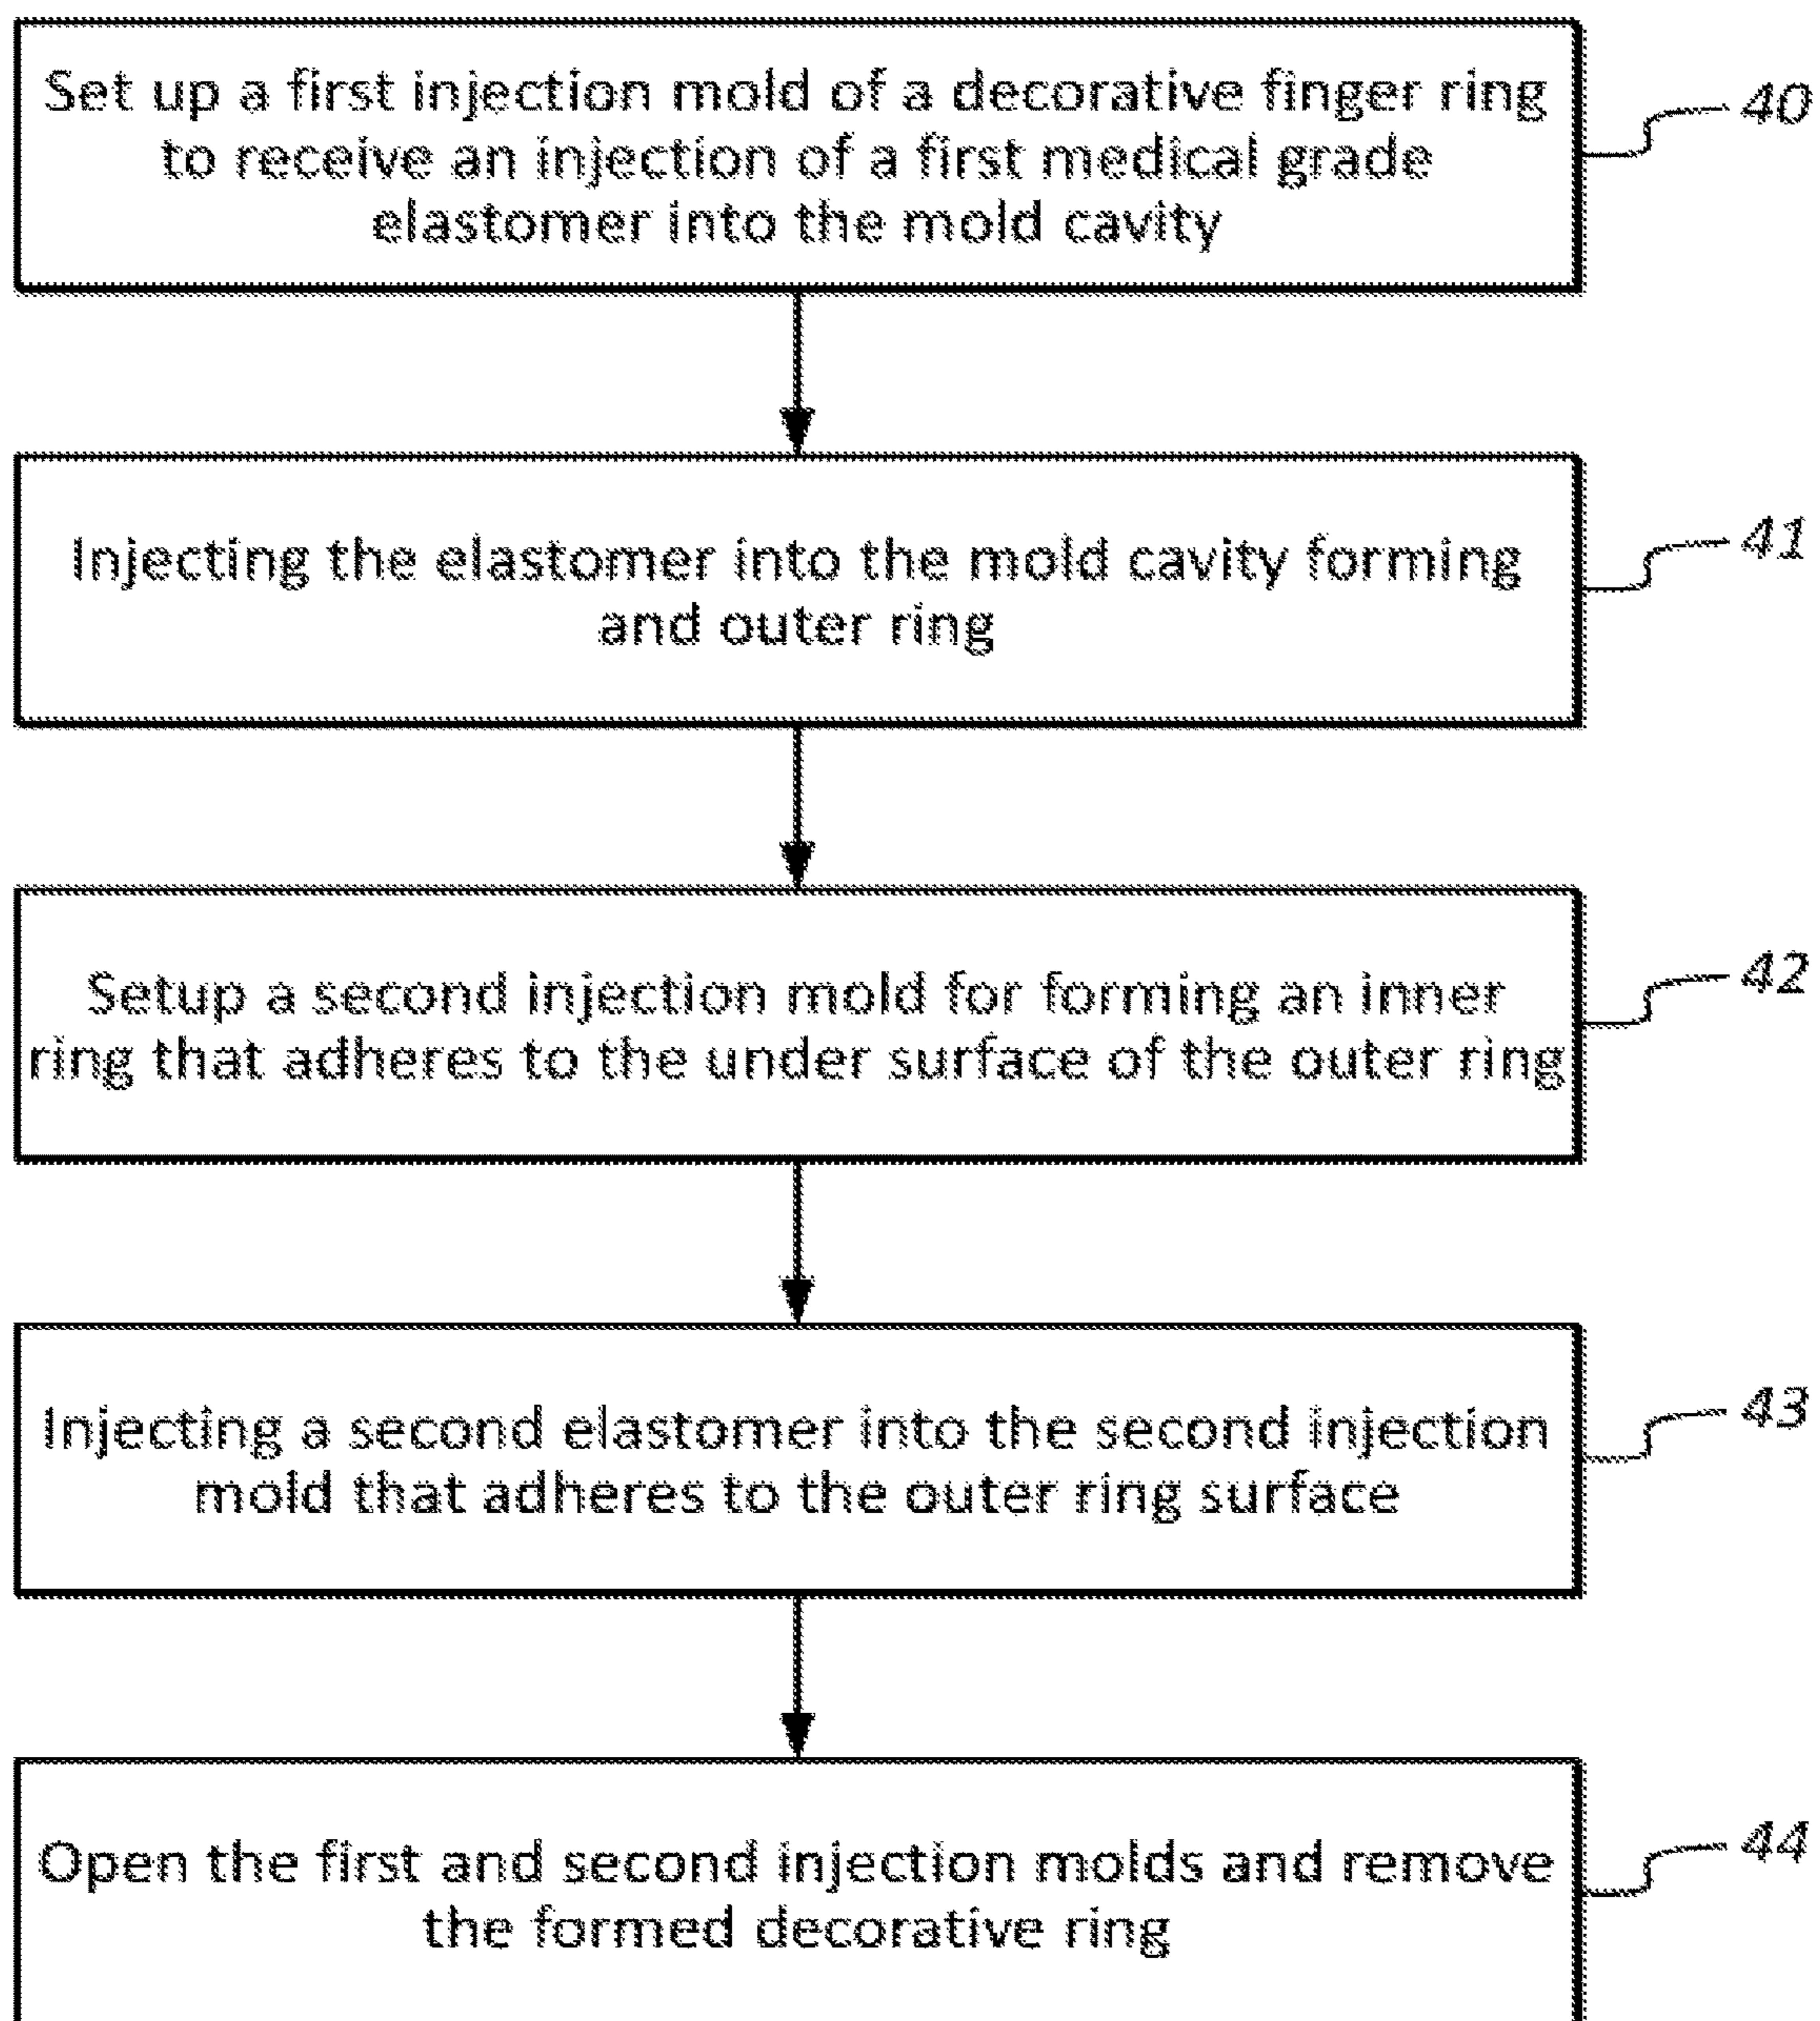 Set up a first injection mold of a decorative finger ring
to receive an injection of a first medical grade
elastomer into the mold cavity
40
Injecting the elastomer into the mold cavity forming
and outer ring
41
Setup a second injection mold for forming an inner
ring that adheres to the under surface of the outer ring
42
Injecting a second elastomer into the second injection
mold that adheres to the outer ring surface
43
Open the first and second injection molds and remove
the formed decorative ring
44